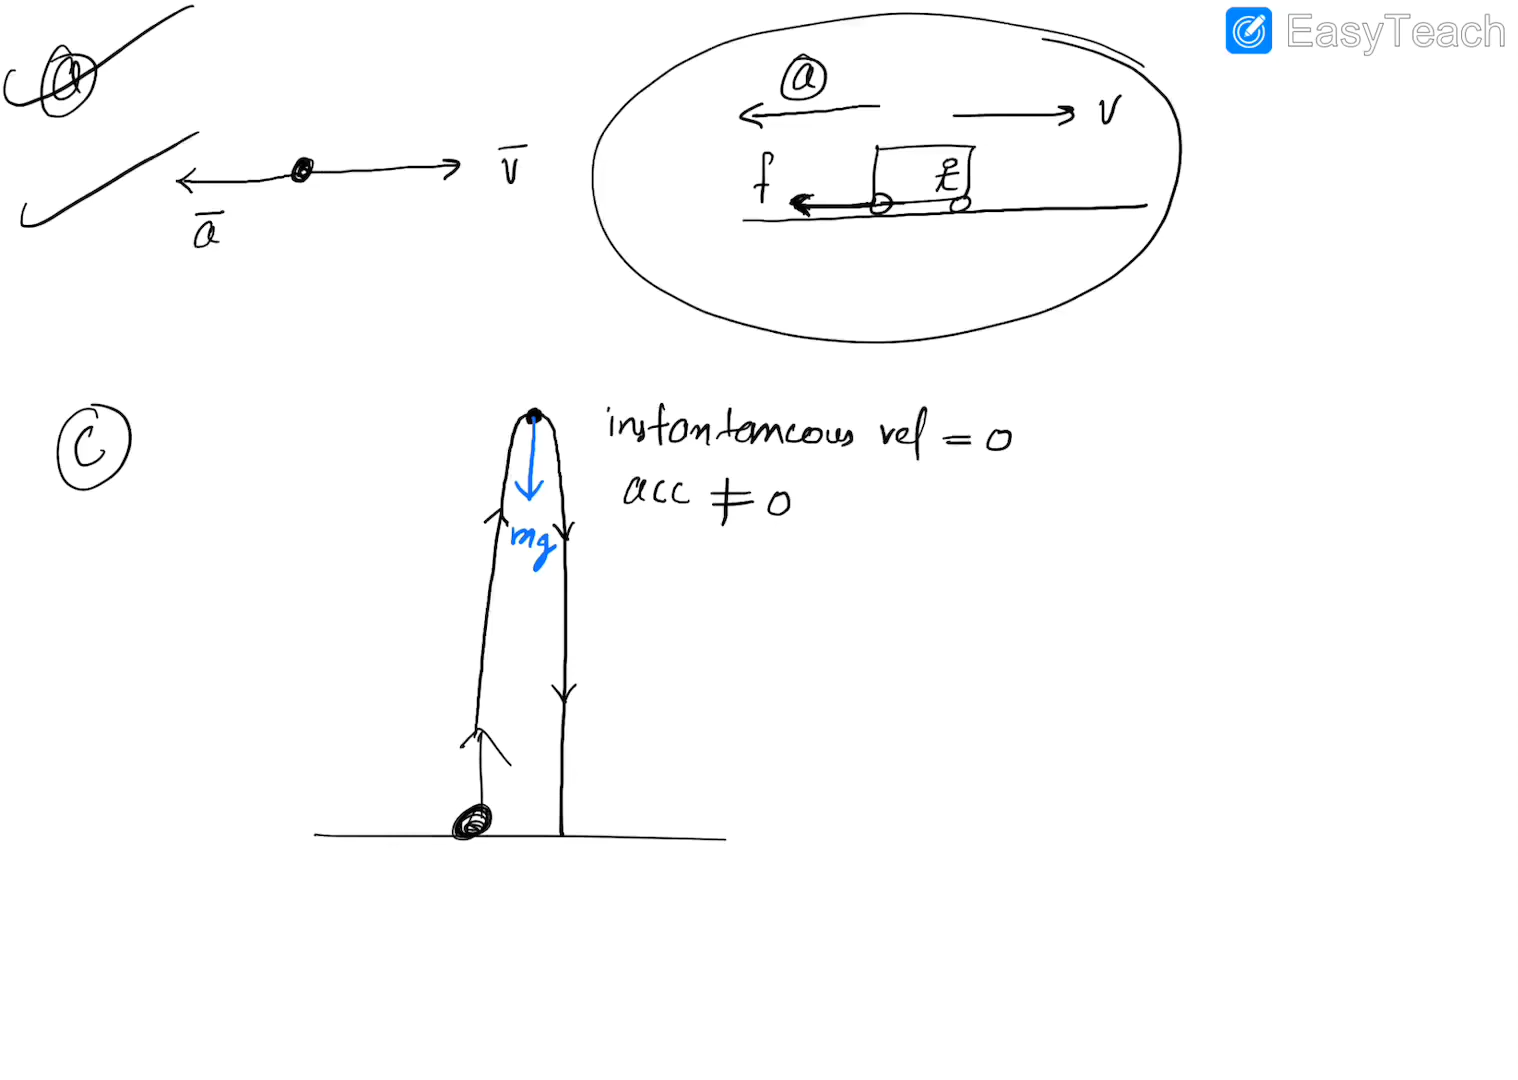 EasyTeach
a
a
v
v̅
a̅
f
£
C
instantaneous vel = 0
acc ≠ 0
mg